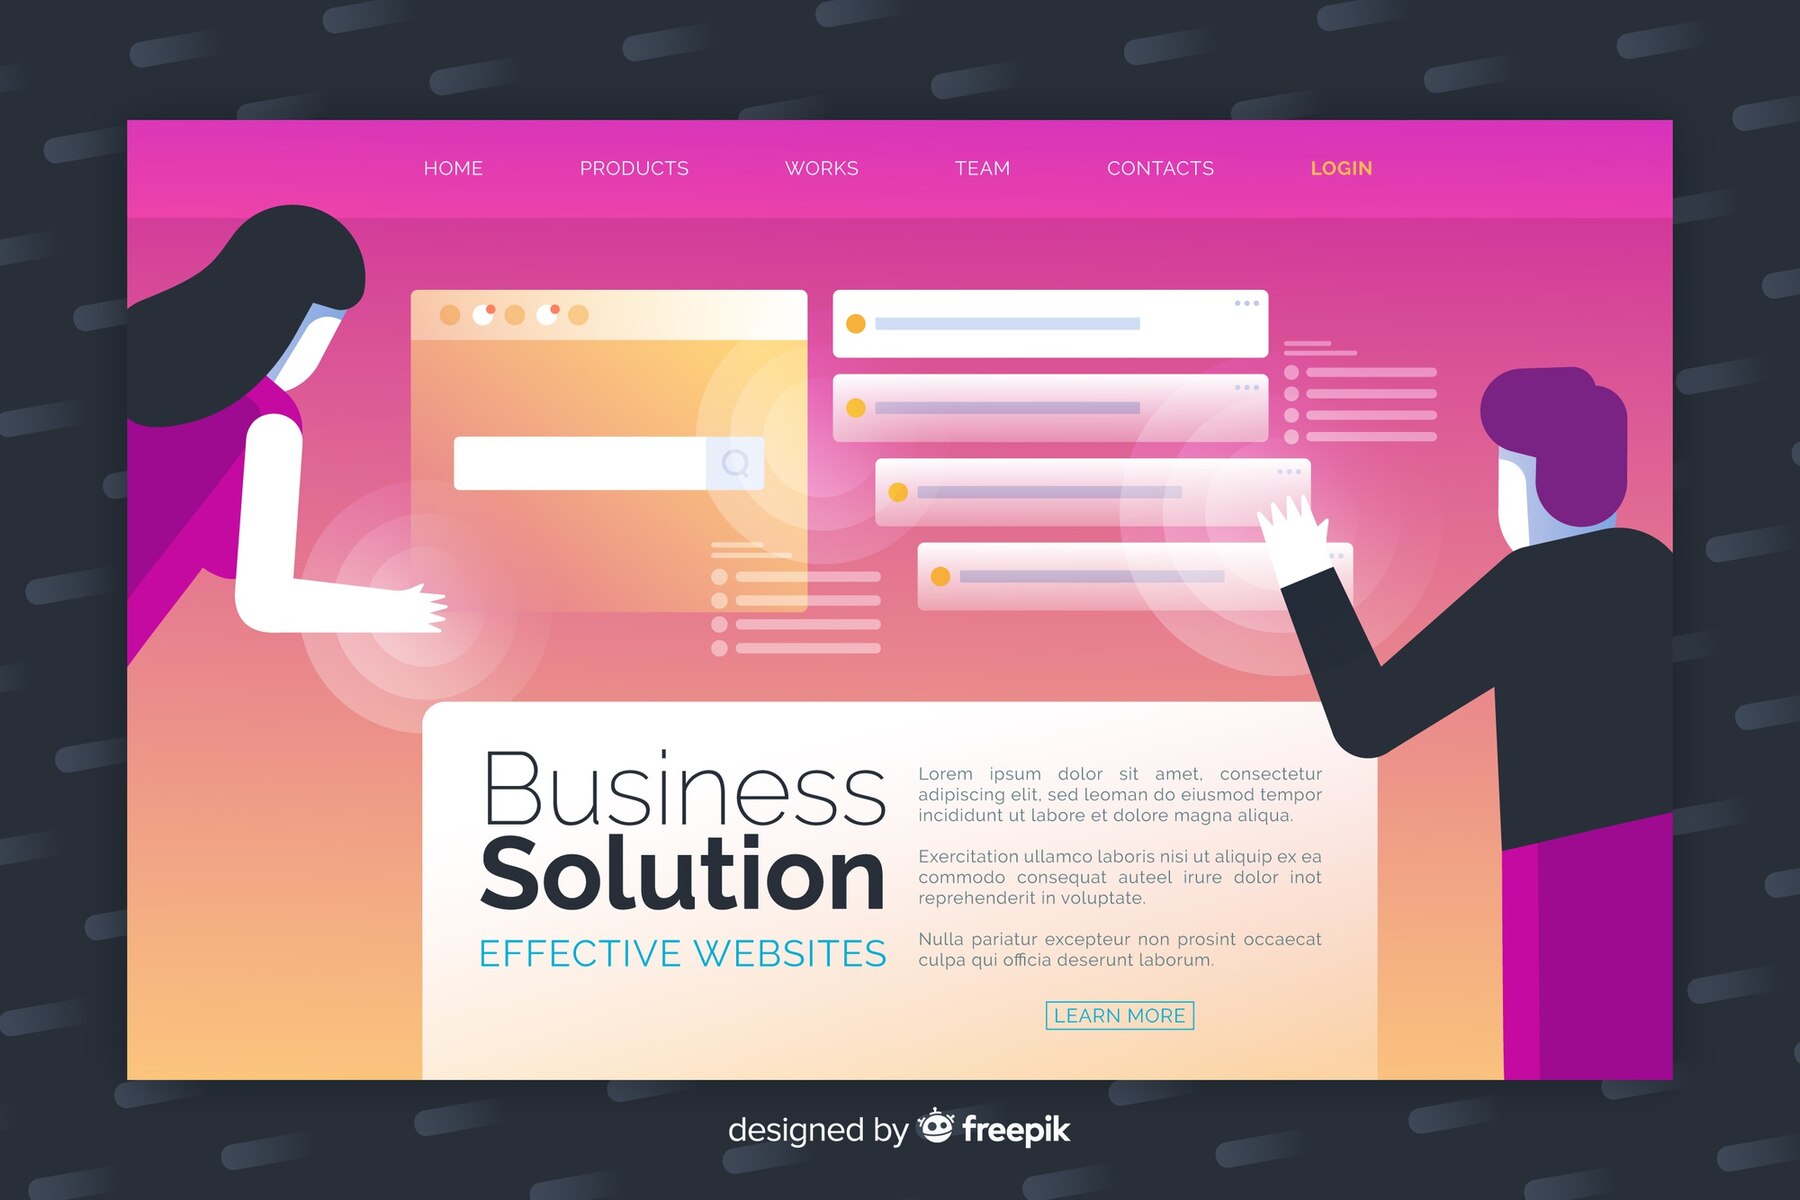 HOME PRODUCTS WORKS TEAM CONTACTS LOGIN
Business
Solution
EFFECTIVE WEBSITES
Lorem ipsum dolor sit amet, consectetur
adipiscing elit, sed leoman do eiusmod tempor
incididunt ut labore et dolore magna aliqua.
Exercitation ullamco laboris nisi ut aliquip ex ea
commodo consequat auteel irure dolor inot
reprehenderit in voluptate.
Nulla pariatur excepteur non prosint occaecat
culpa qui officia deserunt laborum.
LEARN MORE
designed by freepik